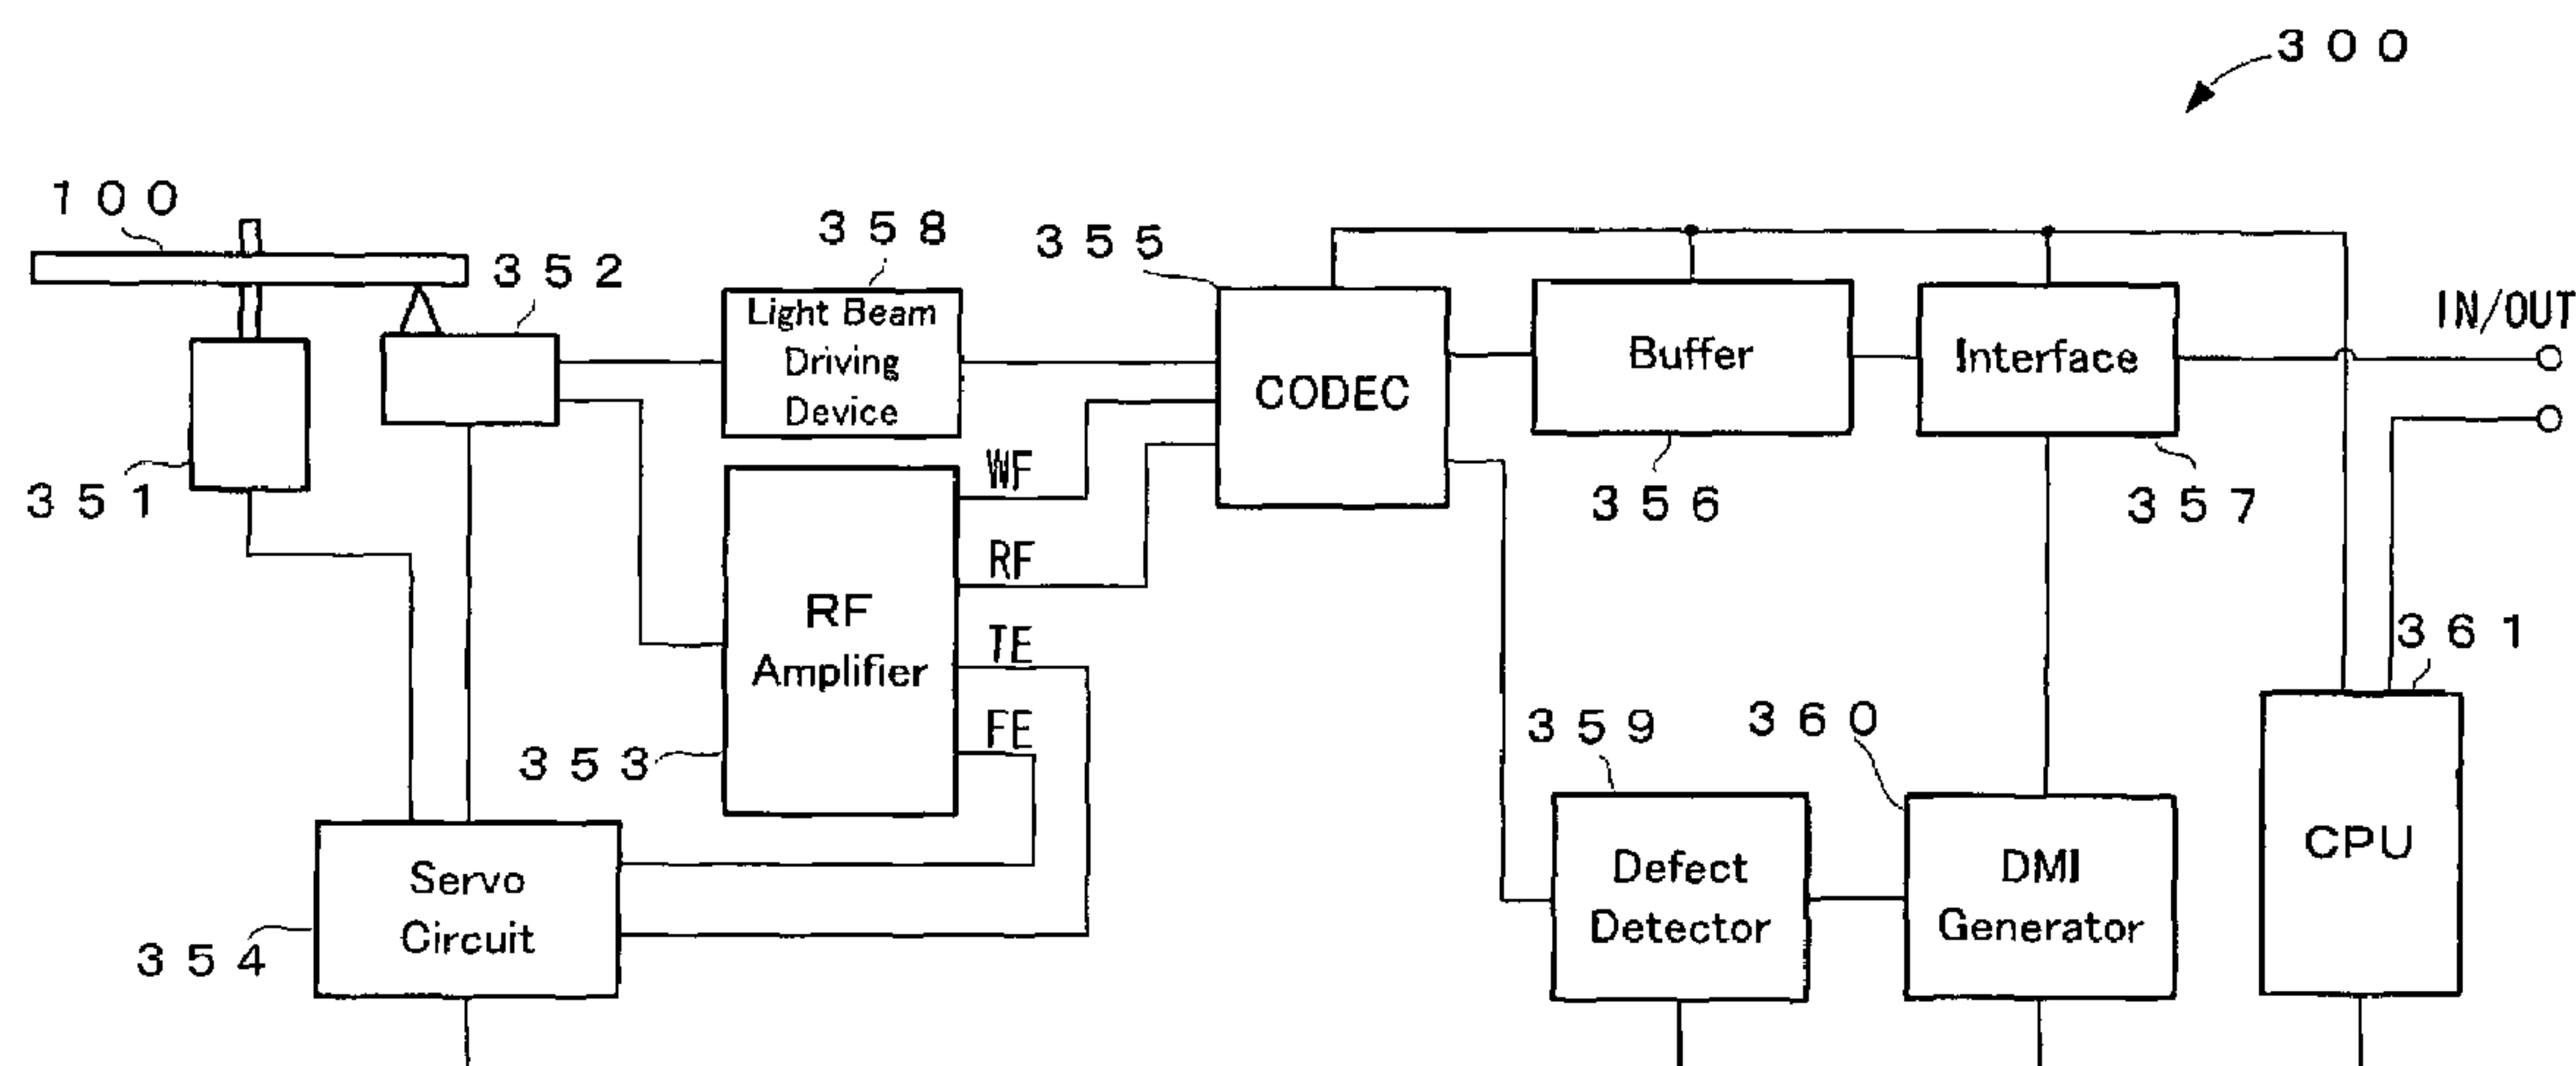 300
100
352
358
355
Light Beam
Driving
Device
CODEC
Buffer
Interface
IN/OUT
351
356
357
WF
RF
TE
FE
RF
Amplifier
353
361
359
360
Servo
Circuit
354
Defect
Detector
DMI
Generator
CPU